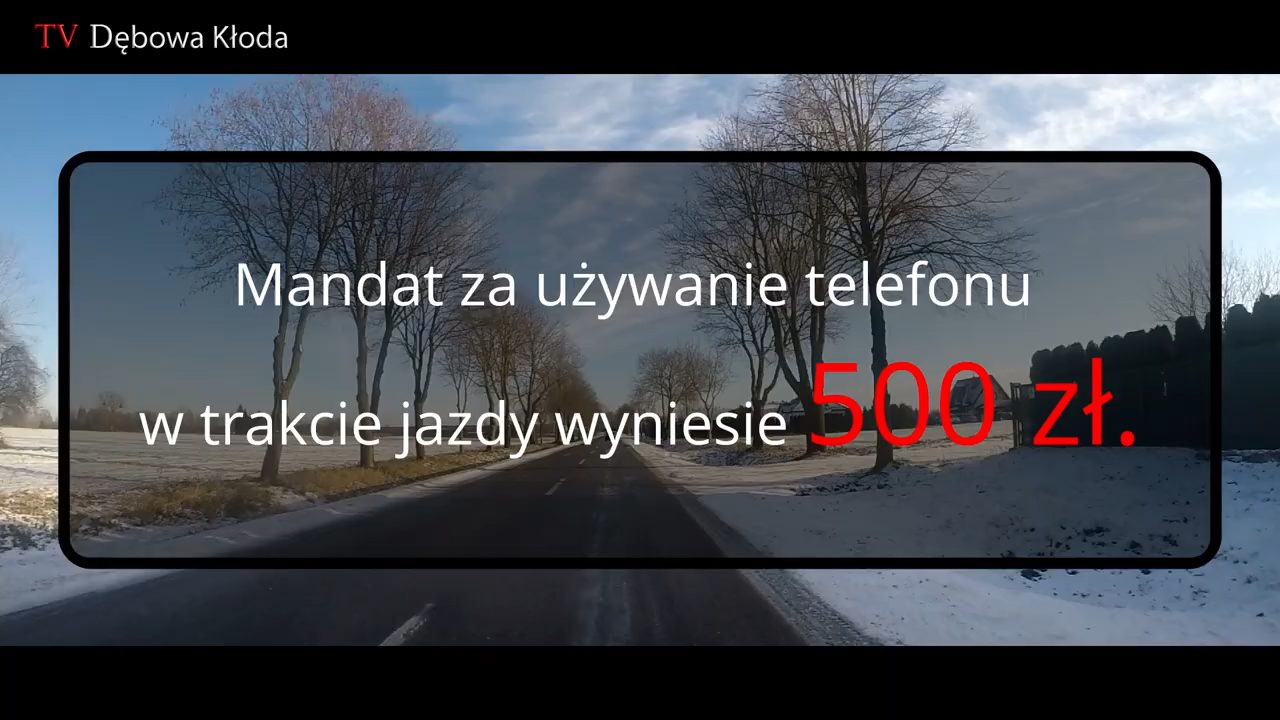 TV Dębowa Kłoda
Mandat za używanie telefonu
w trakcie jazdy wyniesie 500 zł.